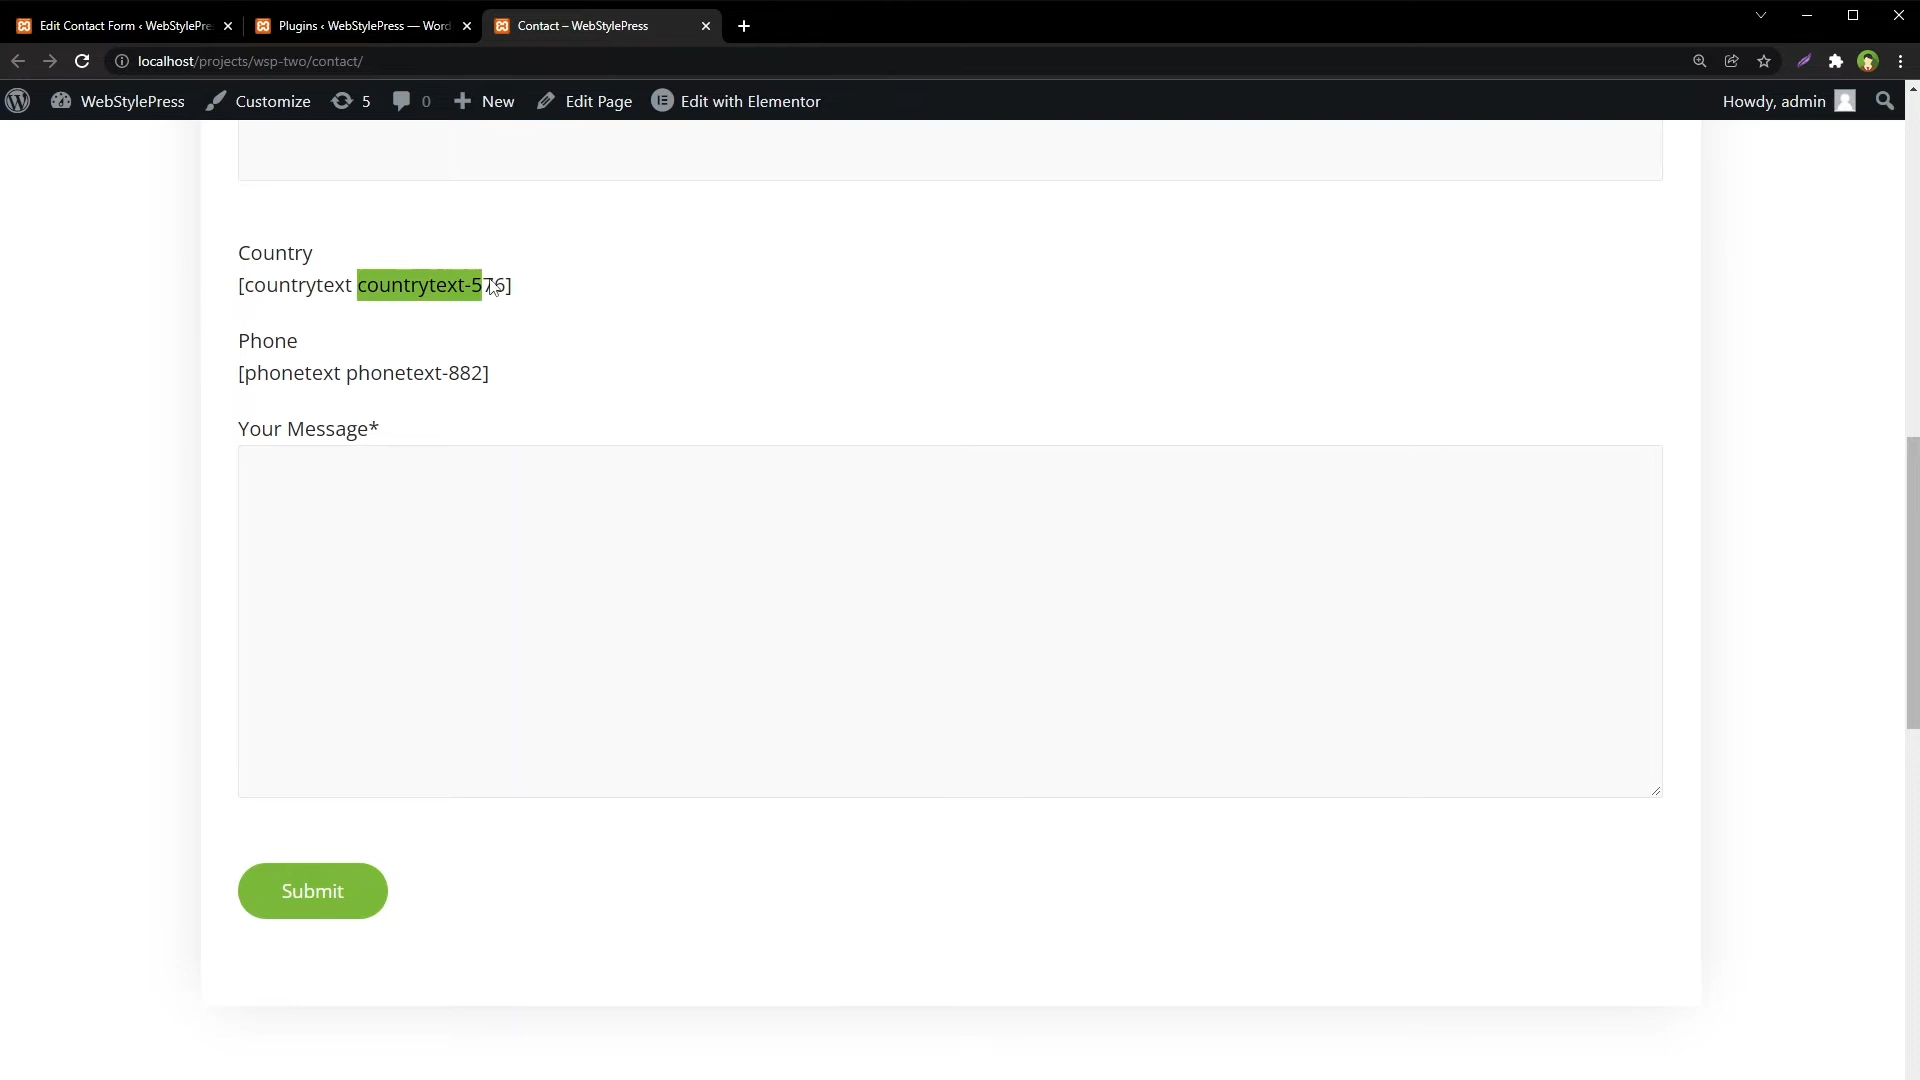 Edit Contact Form ‹ WebStylePre
Plugins ‹ WebStylePress — Word
Contact – WebStylePress
localhost/projects/wsp-two/contact/
WebStylePress
Customize
5
0
New
Edit Page
Edit with Elementor
Howdy, admin
Country
[countrytext countrytext-576]
Phone
[phonetext phonetext-882]
Your Message*
Submit